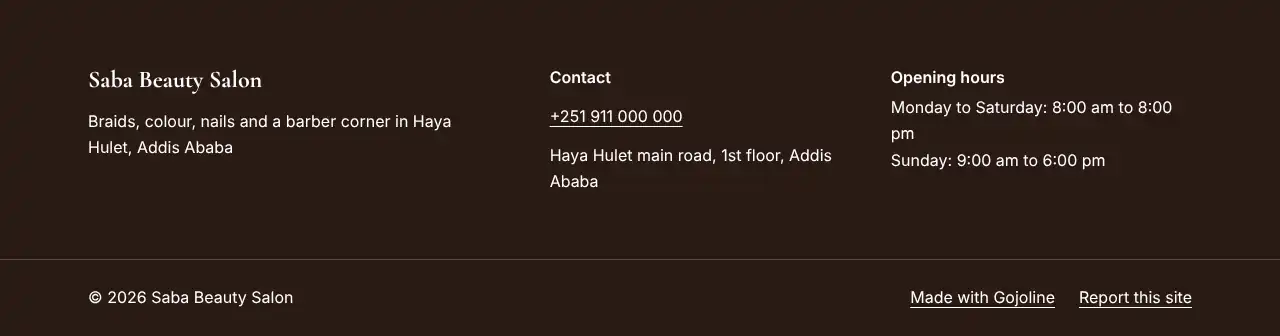 Saba Beauty Salon
Braids, colour, nails and a barber corner in Haya
Hulet, Addis Ababa
Contact
+251 911 000 000
Haya Hulet main road, 1st floor, Addis
Ababa
Opening hours
Monday to Saturday: 8:00 am to 8:00
pm
Sunday: 9:00 am to 6:00 pm
© 2026 Saba Beauty Salon
Made with Gojoline
Report this site